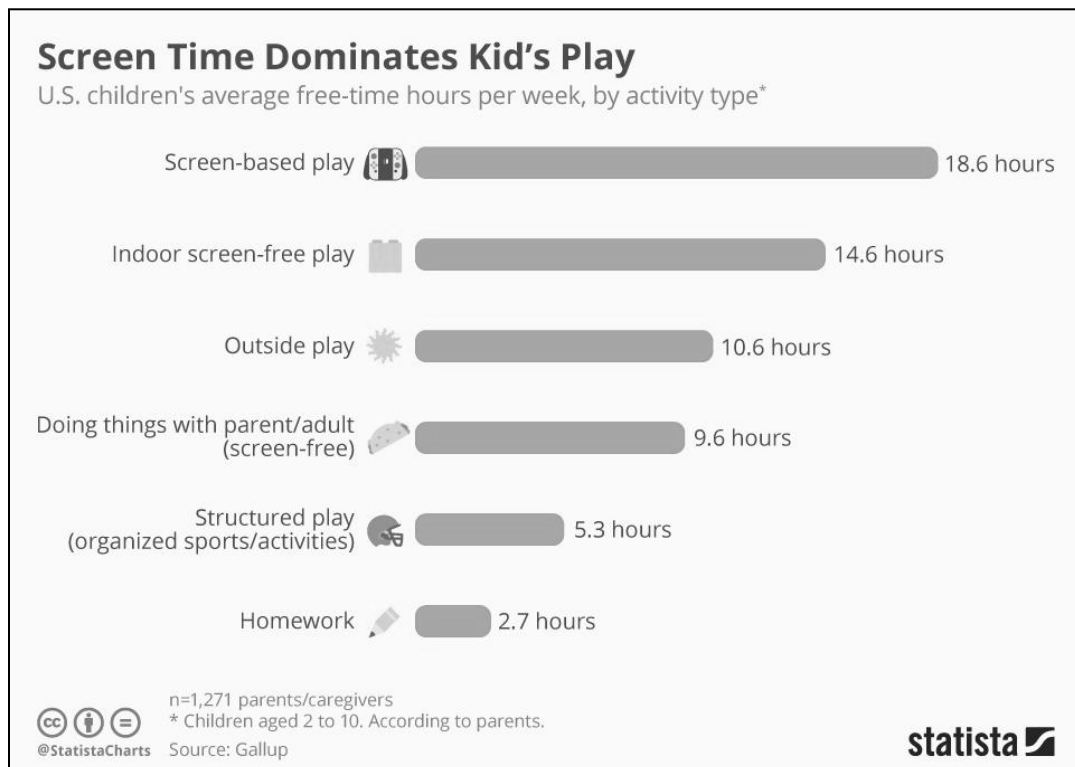 Screen Time Dominates Kid’s Play
U.S. children's average free-time hours per week, by activity type*
Screen-based play 18.6 hours
Indoor screen-free play 14.6 hours
Outside play 10.6 hours
Doing things with parent/adult
(screen-free) 9.6 hours
Structured play
(organized sports/activities) 5.3 hours
Homework 2.7 hours
n=1,271 parents/caregivers
* Children aged 2 to 10. According to parents.
@StatistaCharts Source: Gallup
cc
statista